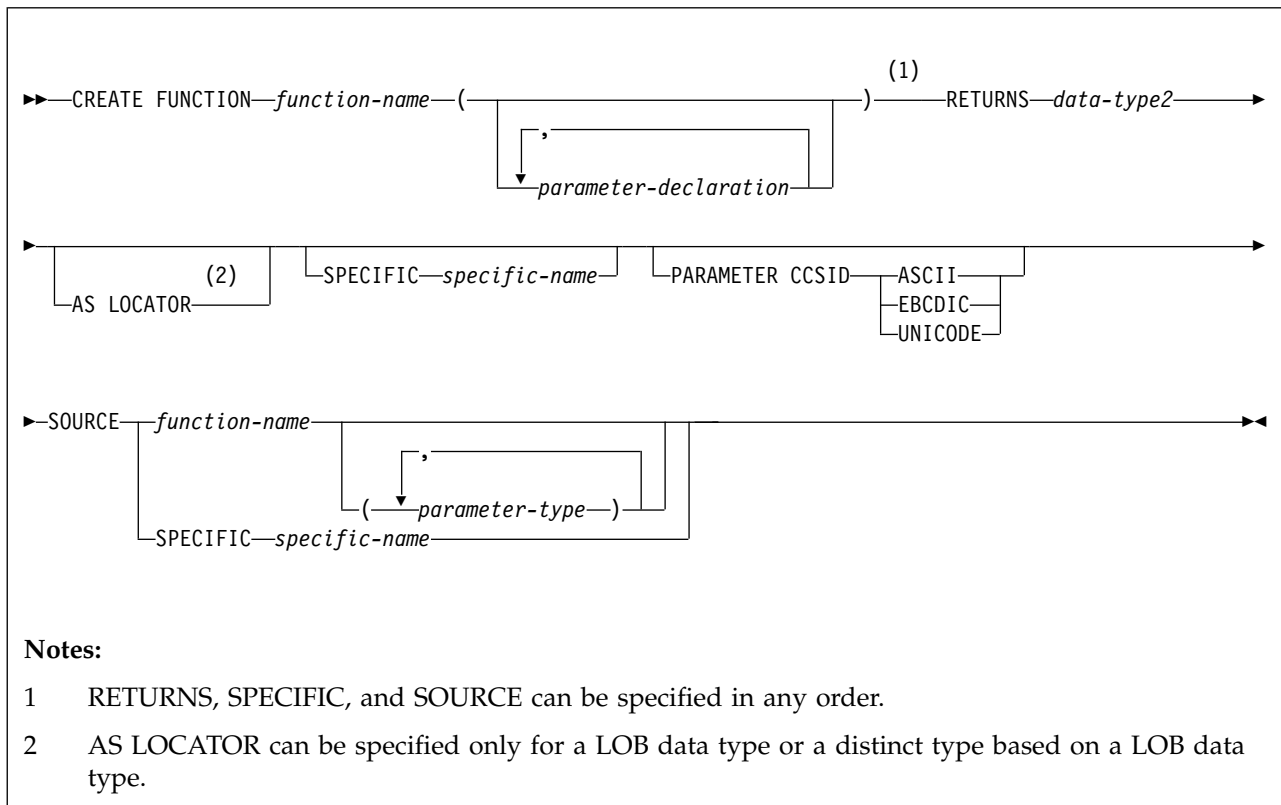 (1)
CREATE FUNCTION function-name ( ) RETURNS data-type2
,
parameter-declaration
(2)
AS LOCATOR
SPECIFIC specific-name PARAMETER CCSID ASCII
EBCDIC
UNICODE
SOURCE function-name
,
( parameter-type )
SPECIFIC specific-name
Notes:
1 RETURNS, SPECIFIC, and SOURCE can be specified in any order.
2 AS LOCATOR can be specified only for a LOB data type or a distinct type based on a LOB data
type.